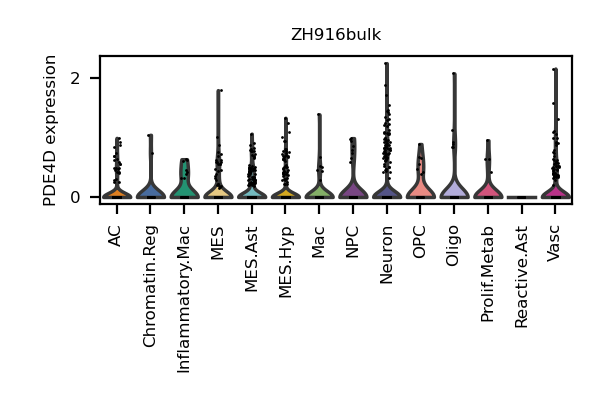 ZH916bulk
PDE4D expression
2
0
AC
Chromatin.Reg
Inflammatory.Mac
MES
MES.Ast
MES.Hyp
Mac
NPC
Neuron
OPC
Oligo
Prolif.Metab
Reactive.Ast
Vasc